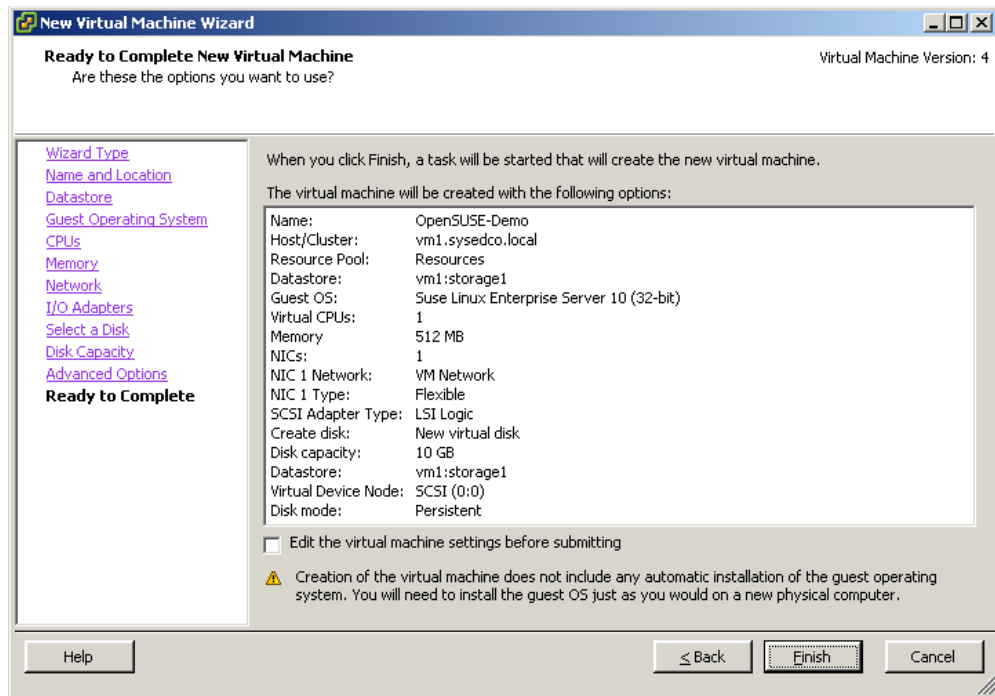 New Virtual Machine Wizard
Ready to Complete New Virtual Machine
Virtual Machine Version: 4
Are these the options you want to use?
Wizard Type
Name and Location
Datastore
Guest Operating System
CPUs
Memory
Network
I/O Adapters
Select a Disk
Disk Capacity
Advanced Options
Ready to Complete
When you click Finish, a task will be started that will create the new virtual machine.
The virtual machine will be created with the following options:
Name: OpenSUSE-Demo
Host/Cluster: vm1.sysedco.local
Resource Pool: Resources
Datastore: vm1:storage1
Guest OS: Suse Linux Enterprise Server 10 (32-bit)
Virtual CPUs: 1
Memory 512 MB
NICs: 1
NIC 1 Network: VM Network
NIC 1 Type: Flexible
SCSI Adapter Type: LSI Logic
Create disk: New virtual disk
Disk capacity: 10 GB
Datastore: vm1:storage1
Virtual Device Node: SCSI (0:0)
Disk mode: Persistent
Edit the virtual machine settings before submitting
Creation of the virtual machine does not include any automatic installation of the guest operating
system. You will need to install the guest OS just as you would on a new physical computer.
Help
< Back
Finish
Cancel